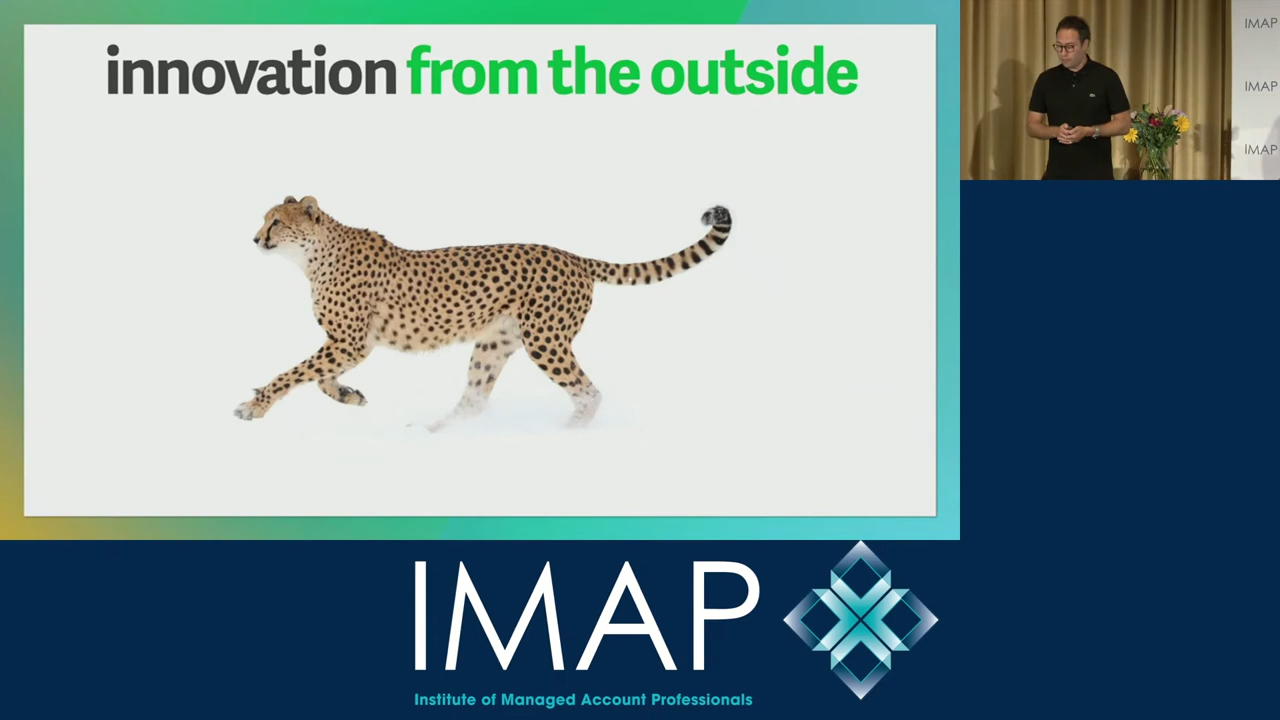 innovation from the outside
IMAP
IMAP
IMAP
IMAP
Institute of Managed Account Professionals